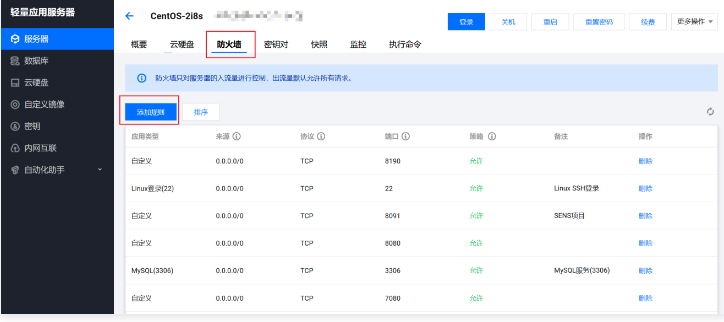 轻量应用服务器
← CentOS-2i8s 登录 关机 重启 重置密码 续费 更多操作
服务器
数据库
云硬盘
自定义镜像
密钥
内网互联
自动化助手
概要 云硬盘 防火墙 密钥对 快照 监控 执行命令
防火墙只对服务器的入流量进行控制，出流量默认允许所有请求。
添加规则 排序
应用类型 来源 协议 端口 策略 备注 操作
自定义 0.0.0.0/0 TCP 8190 允许 删除
Linux登录(22) 0.0.0.0/0 TCP 22 允许 Linux SSH登录 删除
自定义 0.0.0.0/0 TCP 8091 允许 SENS项目 删除
自定义 0.0.0.0/0 TCP 8080 允许 删除
MySQL(3306) 0.0.0.0/0 TCP 3306 允许 MySQL服务(3306) 删除
自定义 0.0.0.0/0 TCP 7080 允许 删除